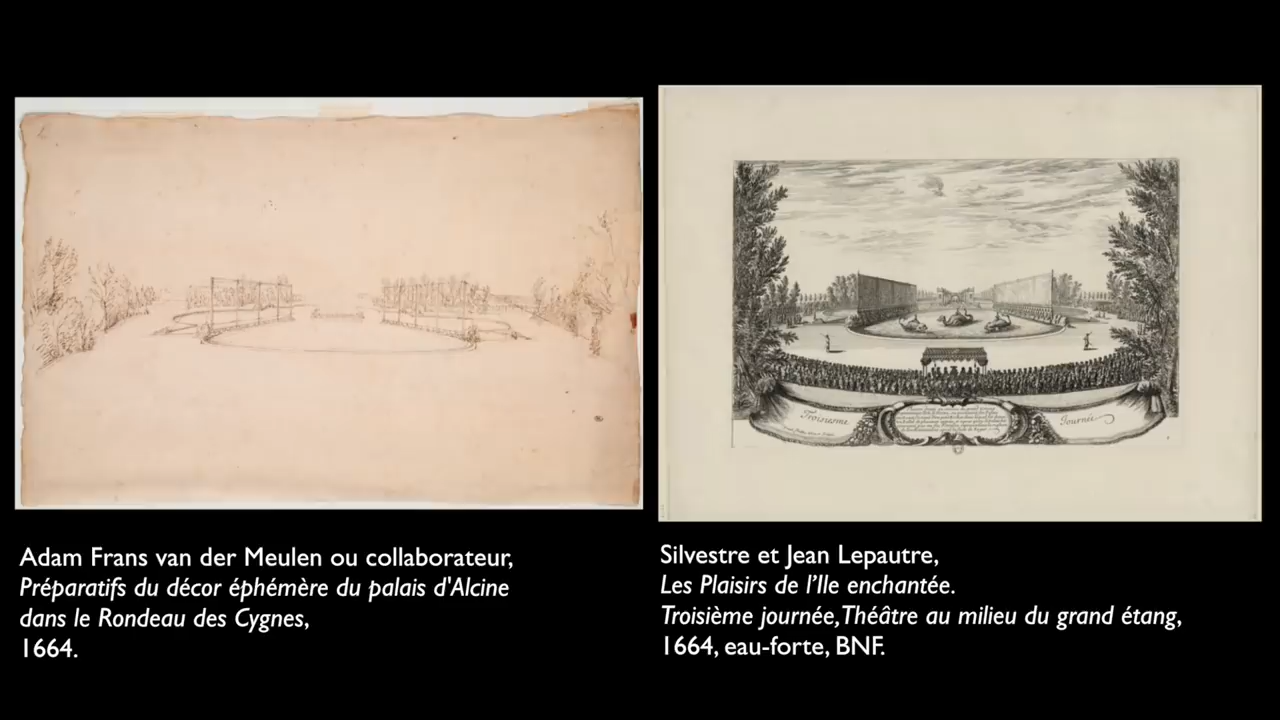 Troisiesme
Journée
Adam Frans van der Meulen ou collaborateur,
Préparatifs du décor éphémère du palais d'Alcine
dans le Rondeau des Cygnes,
1664.
Silvestre et Jean Lepautre,
Les Plaisirs de l’Ile enchantée.
Troisième journée,Théâtre au milieu du grand étang,
1664, eau-forte, BNF.